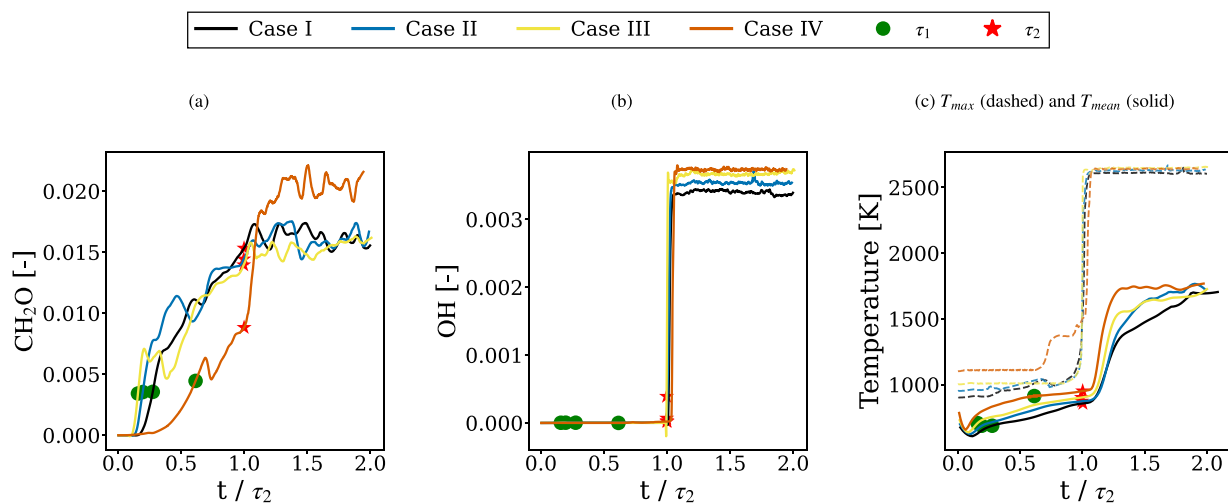 Case I Case II Case III Case IV τ1 τ2
(a) (b) (c) Tmax (dashed) and Tmean (solid)
CH2O [-]
0.020
0.015
0.010
0.005
0.000
0.0 0.5 1.0 1.5 2.0
t / τ2
OH [-]
0.003
0.002
0.001
0.000
0.0 0.5 1.0 1.5 2.0
t / τ2
Temperature [K]
2500
2000
1500
1000
0.0 0.5 1.0 1.5 2.0
t / τ2